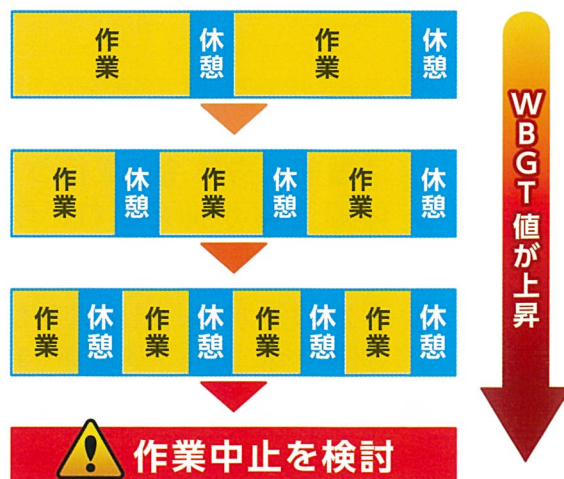 作業 休憩 作業 休憩
作業 休憩 作業 休憩 作業 休憩
作業 休憩 作業 休憩 作業 休憩 作業 休憩
作業中止を検討
WBGT値が上昇